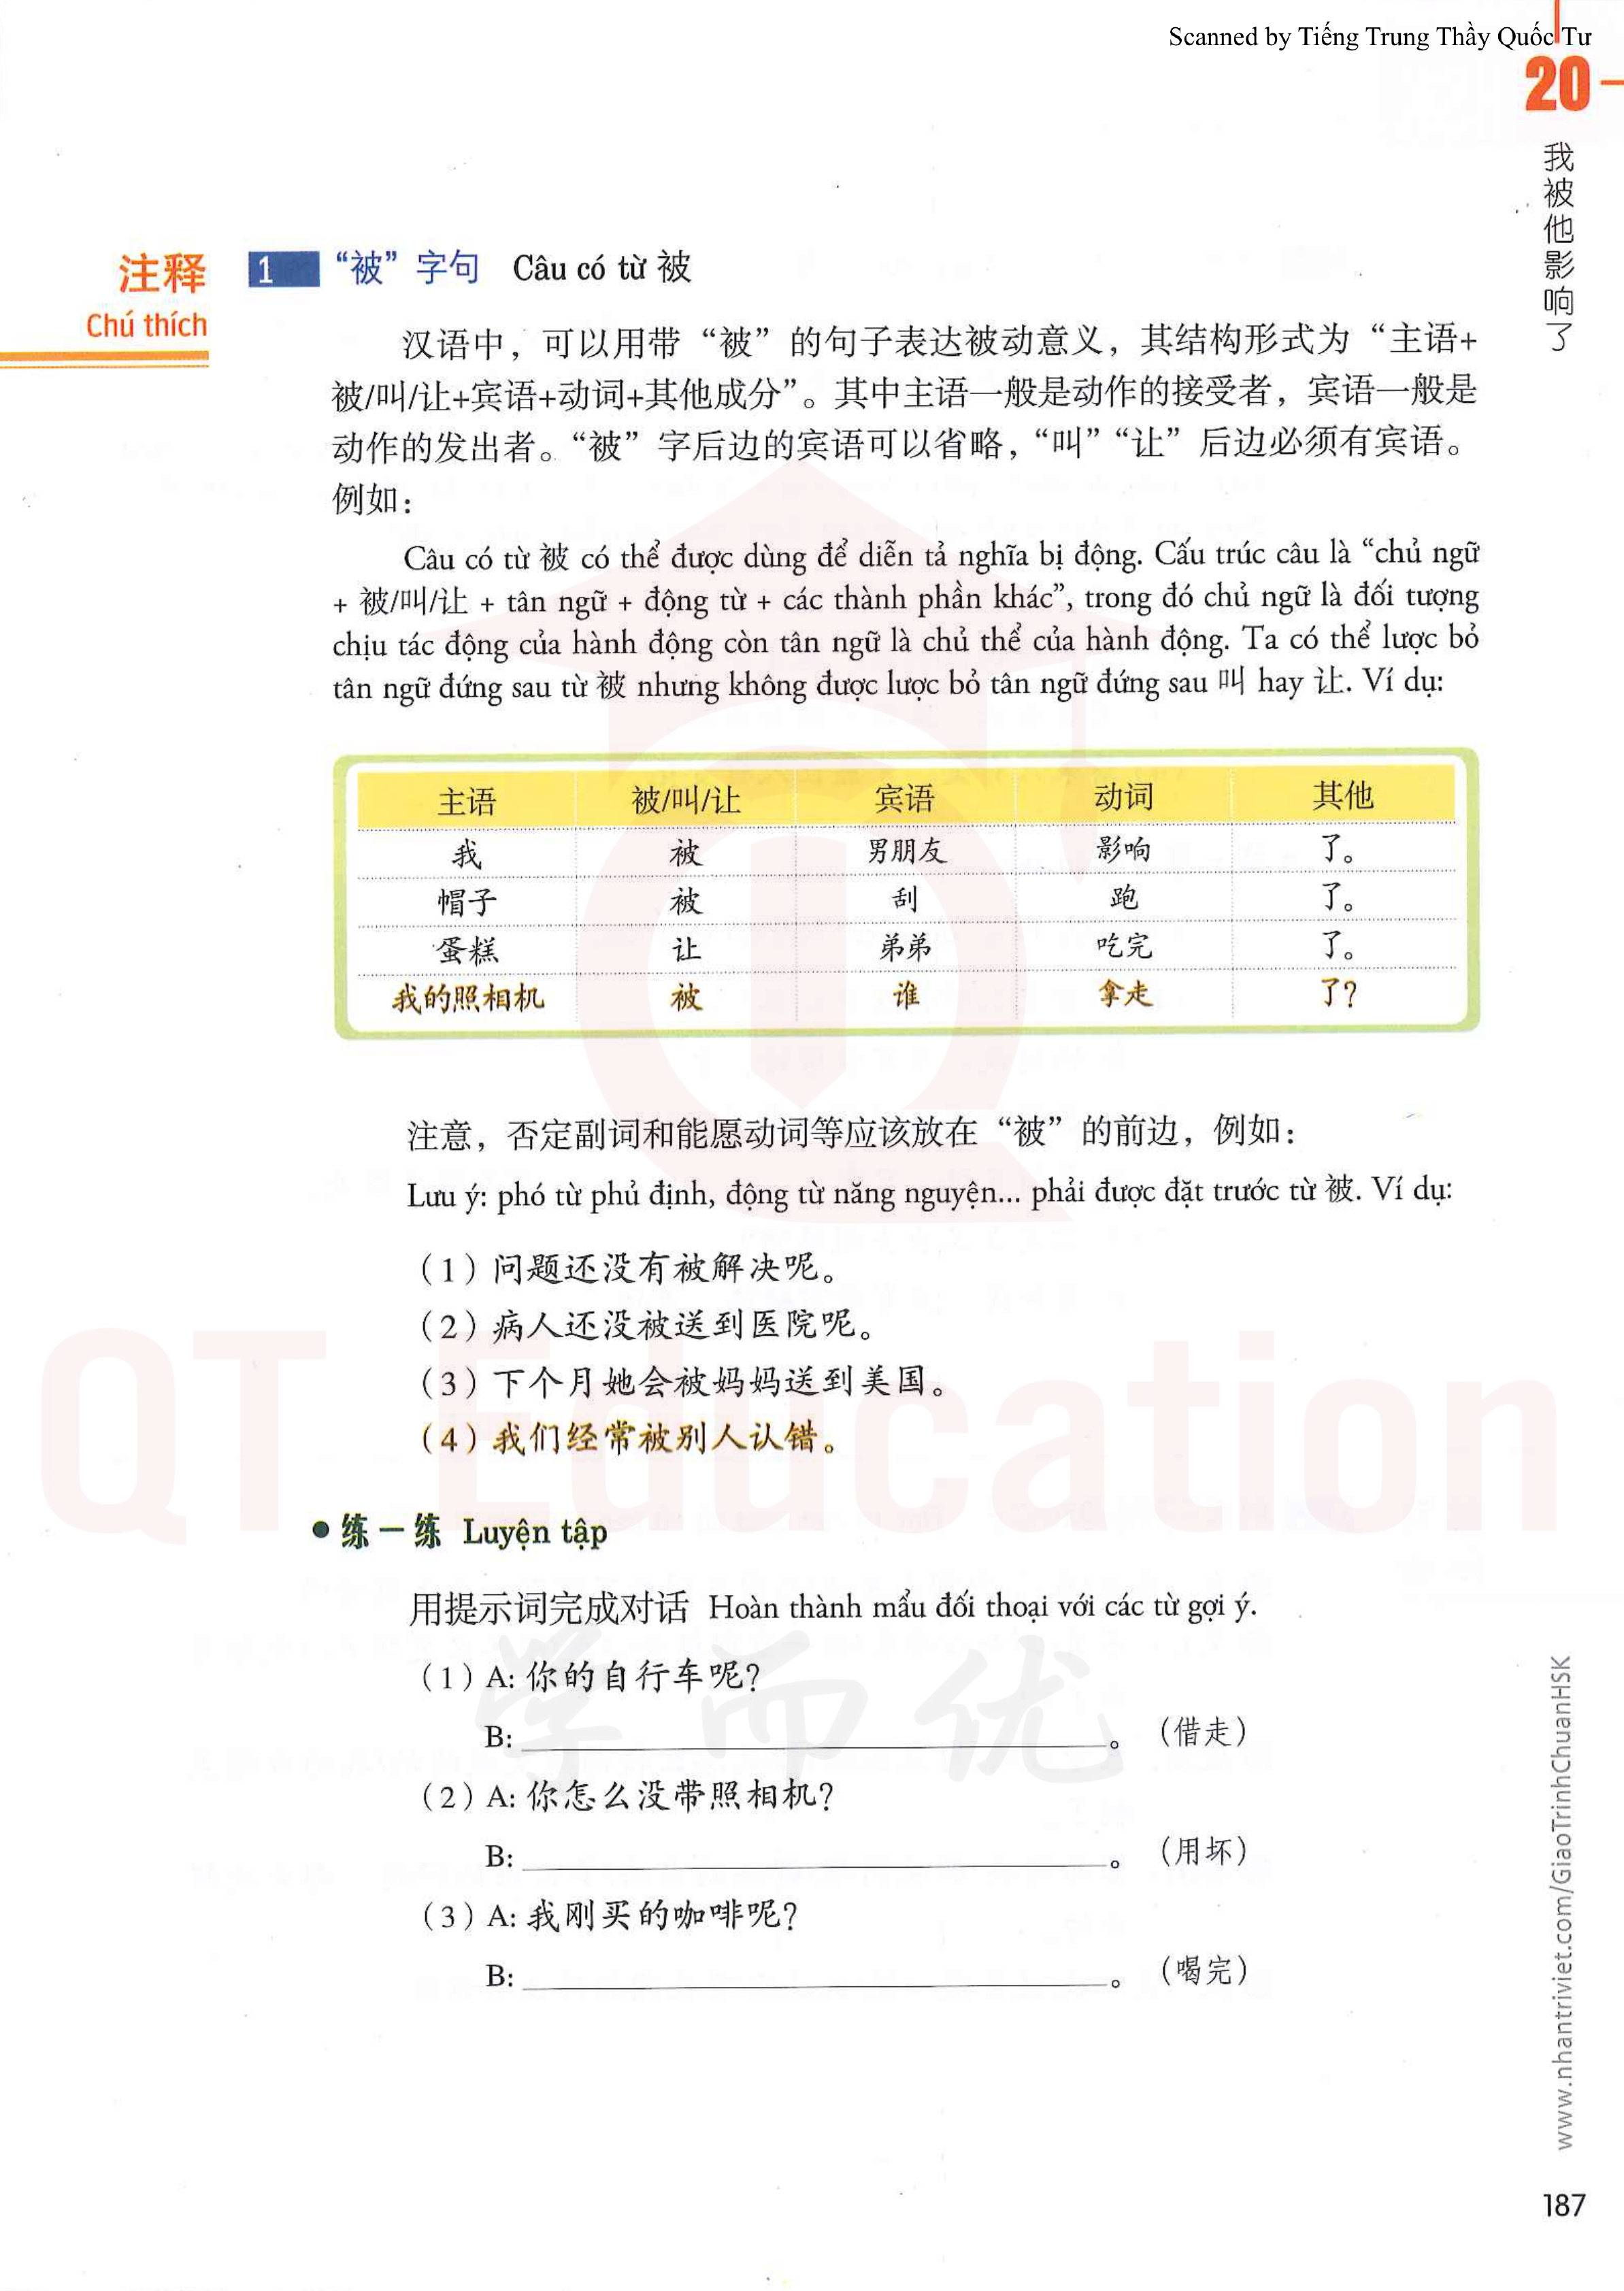 Scanned by Tiếng Trung Thầy Quốc Tư
20
我被他影响了
注释
Chú thích
1 “被”字句 Câu có từ 被
汉语中，可以用带“被”的句子表达被动意义，其结构形式为“主语+
被/叫/让+宾语+动词+其他成分”。其中主语一般是动作的接受者，宾语一般是
动作的发出者。“被”字后边的宾语可以省略，“叫”“让”后边必须有宾语。
例如：
Câu có từ 被 có thể được dùng để diễn tả nghĩa bị động. Cấu trúc câu là “chủ ngữ
+ 被/叫/让 + tân ngữ + động từ + các thành phần khác”, trong đó chủ ngữ là đối tượng
chịu tác động của hành động còn tân ngữ là chủ thể của hành động. Ta có thể lược bỏ
tân ngữ đứng sau từ 被 nhưng không được lược bỏ tân ngữ đứng sau 叫 hay 让. Ví dụ:
主语 被/叫/让 宾语 动词 其他
我 被 男朋友 影响 了。
帽子 被 刮 跑 了。
蛋糕 让 弟弟 吃完 了。
我的照相机 被 谁 拿走 了？
注意，否定副词和能愿动词等应该放在“被”的前边，例如：
Lưu ý: phó từ phủ định, động từ năng nguyện... phải được đặt trước từ 被. Ví dụ:
（1）问题还没有被解决呢。
（2）病人还没被送到医院呢。
（3）下个月她会被妈妈送到美国。
（4）我们经常被别人认错。
QT Education
● 练一练 Luyện tập
用提示词完成对话 Hoàn thành mẩu đối thoại với các từ gợi ý.
学而优
（1）A: 你的自行车呢？
B: ______________________________。（借走）
（2）A: 你怎么没带照相机？
B: ______________________________。（用坏）
（3）A: 我刚买的咖啡呢？
B: ______________________________。（喝完）
www.nhantriviet.com/GiaoTrinhChuanHSK
187